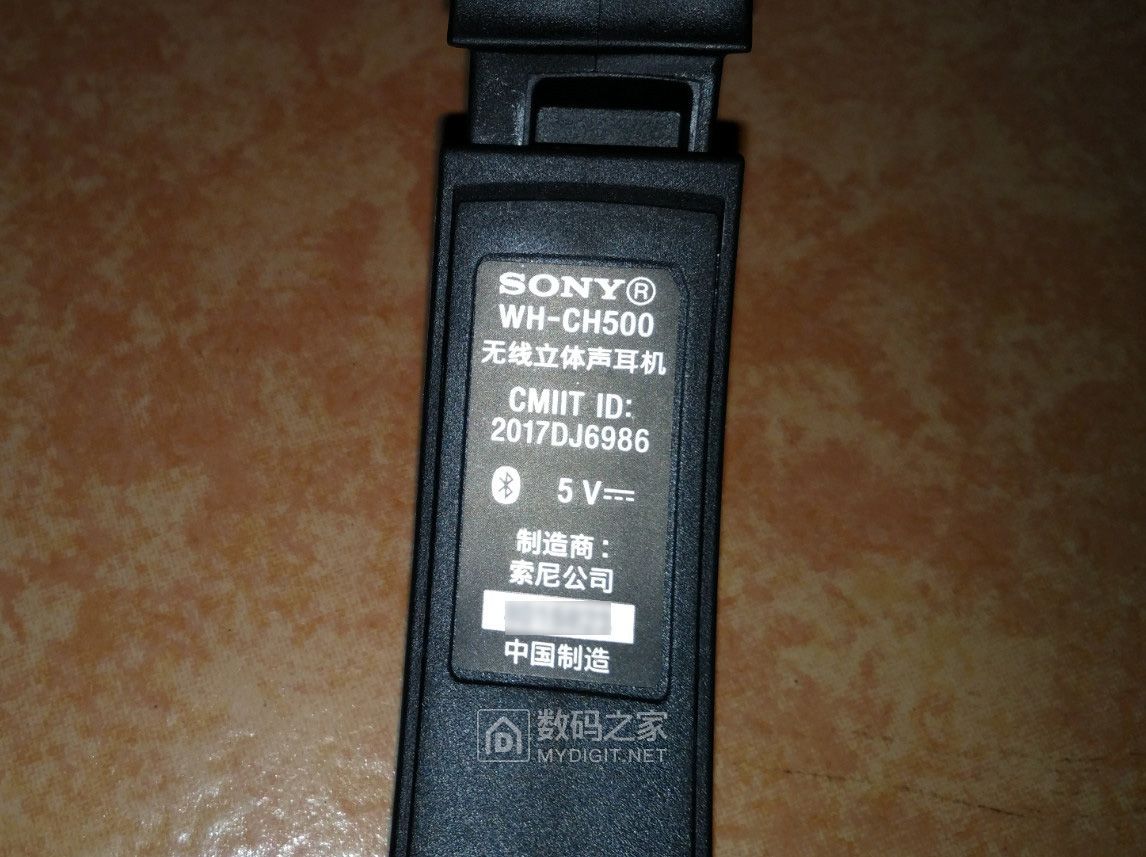 SONY®
WH-CH500
无线立体声耳机
CMIIT ID:
2017DJ6986
5 V⎓
制造商：
索尼公司
中国制造
数码之家
MYDIGIT.NET